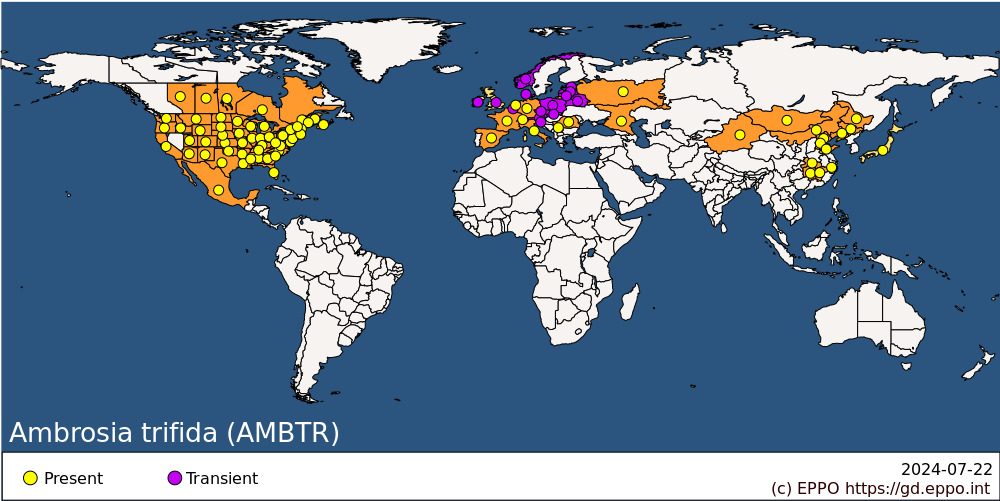 Ambrosia trifida (AMBTR)
Present
Transient
2024-07-22
(c) EPPO https://gd.eppo.int